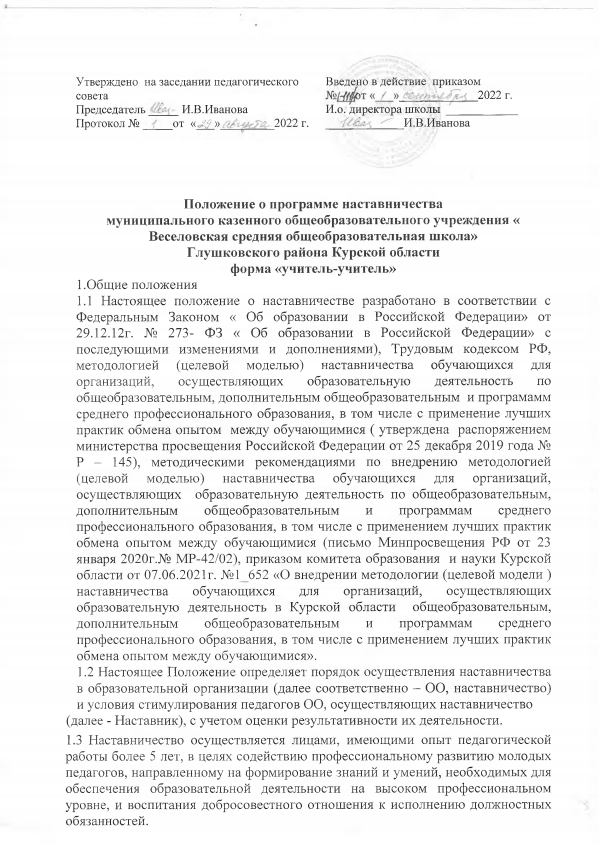 Утверждено на заседании педагогического
совета
Председатель И.В.Иванова
Протокол № 1 от «29» августа 2022 г.
Введено в действие приказом
№ от « 1 » сентября 2022 г.
И.о. директора школы
И.В.Иванова
Положение о программе наставничества
муниципального казенного общеобразовательного учреждения «
Веселовская средняя общеобразовательная школа»
Глушковского района Курской области
форма «учитель-учитель»
1.Общие положения
1.1 Настоящее положение о наставничестве разработано в соответствии с
Федеральным Законом « Об образовании в Российской Федерации» от
29.12.12г. № 273- ФЗ « Об образовании в Российской Федерации» с
последующими изменениями и дополнениями), Трудовым кодексом РФ,
методологией (целевой моделью) наставничества обучающихся для
организаций, осуществляющих образовательную деятельность по
общеобразовательным, дополнительным общеобразовательным и программам
среднего профессионального образования, в том числе с применение лучших
практик обмена опытом между обучающимися ( утверждена распоряжением
министерства просвещения Российской Федерации от 25 декабря 2019 года №
Р – 145), методическими рекомендациями по внедрению методологией
(целевой моделью) наставничества обучающихся для организаций,
осуществляющих образовательную деятельность по общеобразовательным,
дополнительным общеобразовательным и программам среднего
профессионального образования, в том числе с применением лучших практик
обмена опытом между обучающимися (письмо Минпросвещения РФ от 23
января 2020г.№ МР-42/02), приказом комитета образования и науки Курской
области от 07.06.2021г. №1_652 «О внедрении методологии (целевой модели )
наставничества обучающихся для организаций, осуществляющих
образовательную деятельность в Курской области общеобразовательным,
дополнительным общеобразовательным и программам среднего
профессионального образования, в том числе с применением лучших практик
обмена опытом между обучающимися».
1.2 Настоящее Положение определяет порядок осуществления наставничества
в образовательной организации (далее соответственно – ОО, наставничество)
и условия стимулирования педагогов ОО, осуществляющих наставничество
(далее - Наставник), с учетом оценки результативности их деятельности.
1.3 Наставничество осуществляется лицами, имеющими опыт педагогической
работы более 5 лет, в целях содействию профессиональному развитию молодых
педагогов, направленному на формирование знаний и умений, необходимых для
обеспечения образовательной деятельности на высоком профессиональном
уровне, и воспитания добросовестного отношения к исполнению должностных
обязанностей.